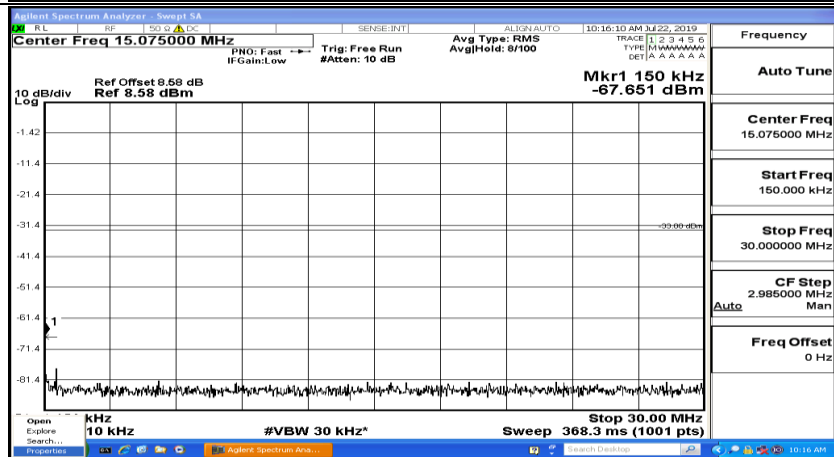 Agilent Spectrum Analyzer - Swept SA
LXI RL RF 50 Ω DC SENSE:INT ALIGN AUTO 10:16:10 AM Jul 22, 2019
Center Freq 15.075000 MHz
PNO: Fast
IFGain:Low
Trig: Free Run
#Atten: 10 dB
Avg Type: RMS
Avg|Hold: 8/100
TRACE 1 2 3 4 5 6
TYPE M WWWWW
DET A A A A A A
Ref Offset 8.58 dB
Ref 8.58 dBm
10 dB/div
Log
Mkr1 150 kHz
-67.651 dBm
-1.42
-11.4
-21.4
-31.4
-33.00 dBm
-41.4
-51.4
-61.4
1
-71.4
-81.4
kHz
Stop 30.00 MHz
10 kHz
#VBW 30 kHz*
Sweep 368.3 ms (1001 pts)
Frequency
Auto Tune
Center Freq
15.075000 MHz
Start Freq
150.000 kHz
Stop Freq
30.000000 MHz
CF Step
2.985000 MHz
Auto Man
Freq Offset
0 Hz
Open
Explore
Search...
Properties
Agilent Spectrum Ana...
Search Desktop
10:16 AM